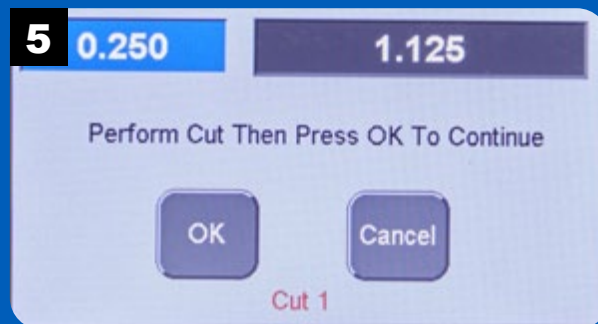 5
0.250 1.125
Perform Cut Then Press OK To Continue
OK Cancel
Cut 1